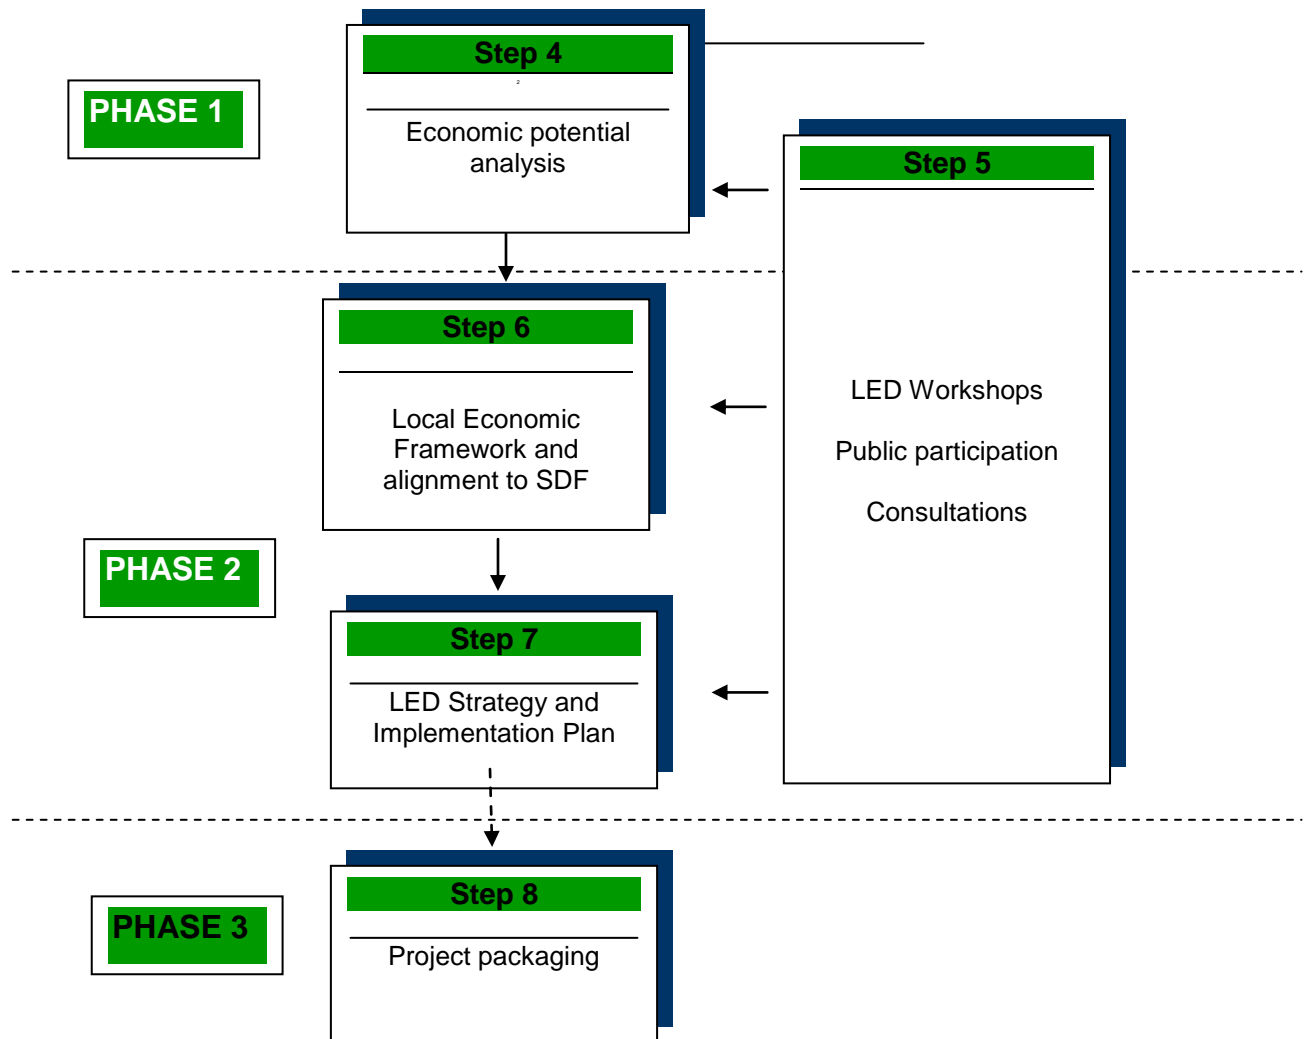 Step 4
2
PHASE 1
Economic potential
analysis
Step 5
Step 6
Local Economic
Framework and
alignment to SDF
LED Workshops
Public participation
Consultations
PHASE 2
Step 7
LED Strategy and
Implementation Plan
Step 8
PHASE 3
Project packaging